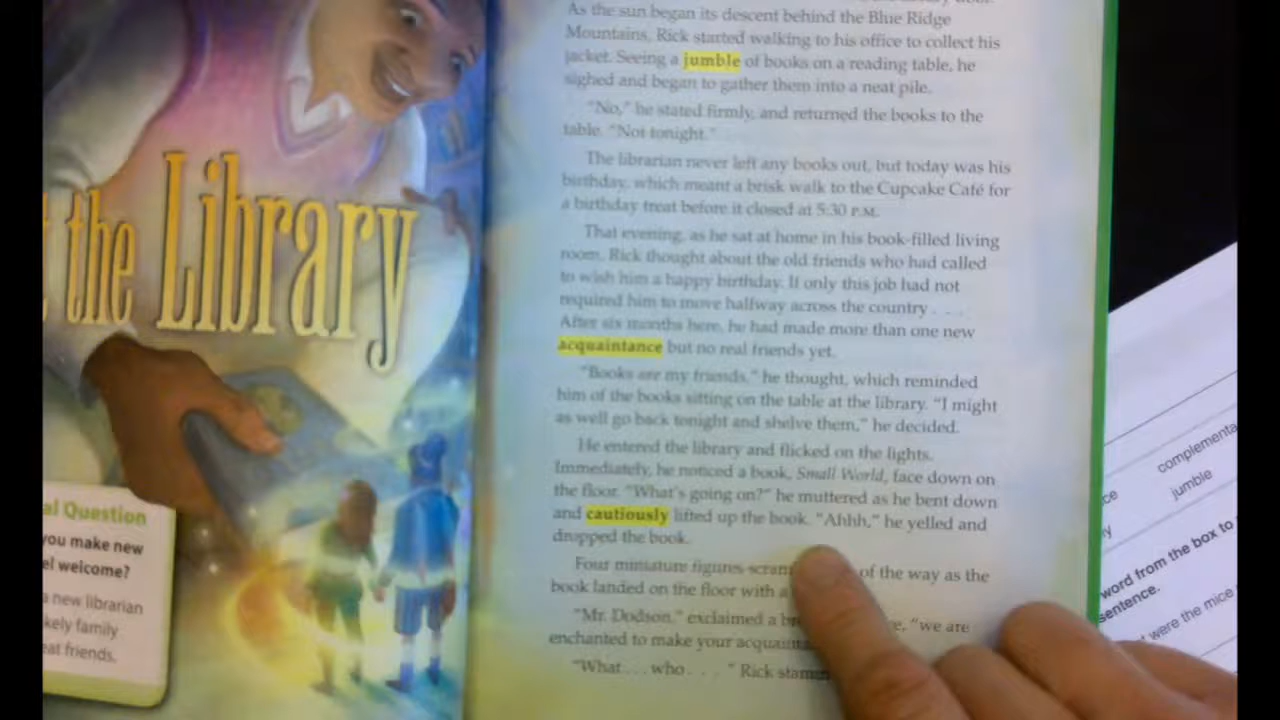 t the Library
al Question
you make new
el welcome?
a new librarian
kely family
eat friends.
As the sun began its descent behind the Blue Ridge
Mountains, Rick started walking to his office to collect his
jacket. Seeing a jumble of books on a reading table, he
sighed and began to gather them into a neat pile.
"No," he stated firmly, and returned the books to the
table. "Not tonight."
The librarian never left any books out, but today was his
birthday, which meant a brisk walk to the Cupcake Café for
a birthday treat before it closed at 5:30 P.M.
That evening, as he sat at home in his book-filled living
room, Rick thought about the old friends who had called
to wish him a happy birthday. If only this job had not
required him to move halfway across the country . . .
After six months here, he had made more than one new
acquaintance but no real friends yet.
"Books are my friends," he thought, which reminded
him of the books sitting on the table at the library. "I might
as well go back tonight and shelve them," he decided.
He entered the library and flicked on the lights.
Immediately, he noticed a book, Small World, face down on
the floor. "What's going on?" he muttered as he bent down
and cautiously lifted up the book. "Ahhh," he yelled and
dropped the book.
Four miniature figures scram of the way as the
book landed on the floor with a
"Mr. Dodson," exclaimed a "we are
enchanted to make your acquainta
"What . . . who . . . " Rick stamm
complementa
ce
jumble
ly
word from the box to
sentence.
were the mice